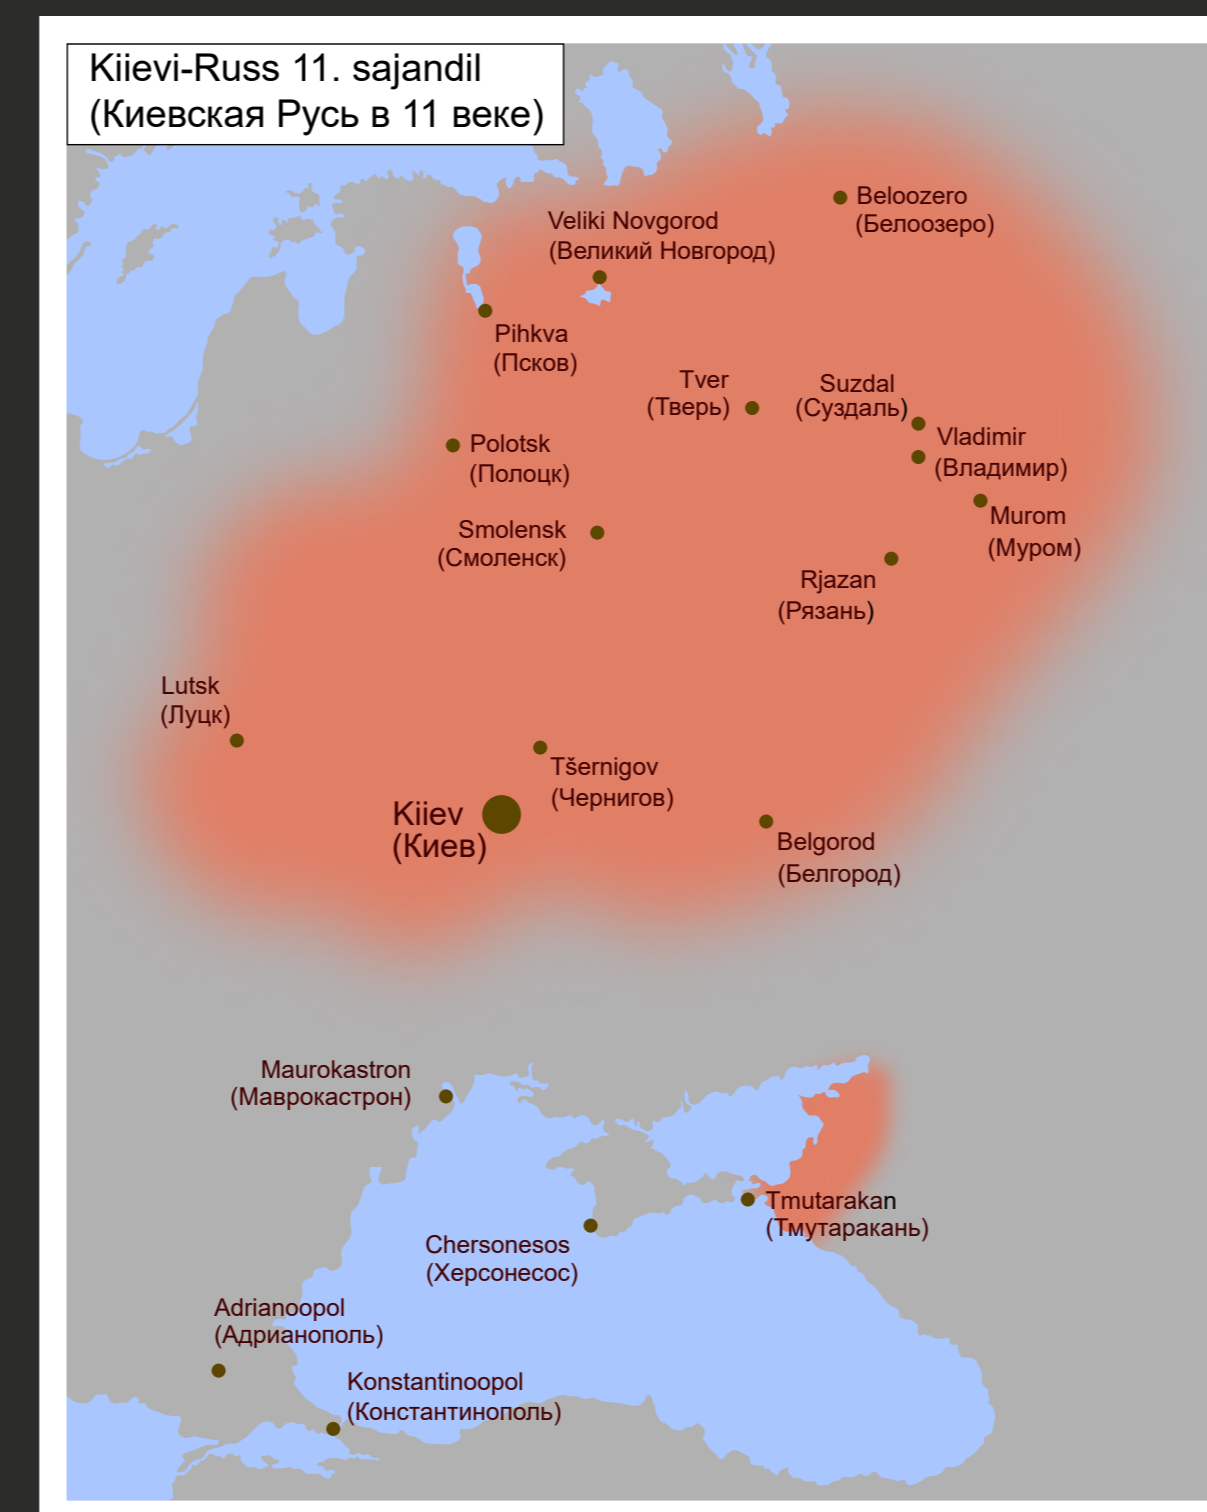 Kiievi-Russ 11. sajandil
(Киевская Русь в 11 веке)
Beloozero
(Белоозеро)
Veliki Novgorod
(Великий Новгород)
Pihkva
(Псков)
Tver
(Тверь)
Suzdal
(Суздаль)
Vladimir
(Владимир)
Polotsk
(Полоцк)
Murom
(Муром)
Smolensk
(Смоленск)
Rjazan
(Рязань)
Lutsk
(Луцк)
Tšernigov
(Чернигов)
Kiiev
(Киев)
Belgorod
(Белгород)
Maurokastron
(Маврокастрон)
Tmutarakan
(Тмутаракань)
Chersonesos
(Херсонесос)
Adrianoopol
(Адрианополь)
Konstantinoopol
(Константинополь)